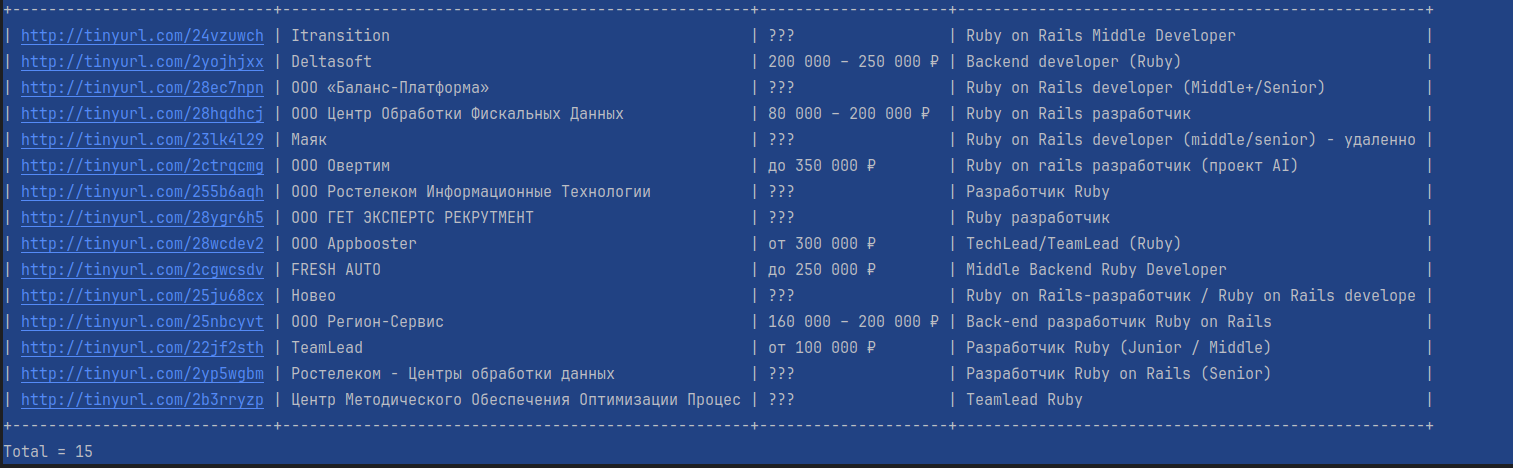 +-----------------------------+----------------------------------------------------+---------------------+----------------------------------------------------+
| http://tinyurl.com/24vzuwch | Itransition | ??? | Ruby on Rails Middle Developer |
| http://tinyurl.com/2yojhjxx | Deltasoft | 200 000 – 250 000 ₽ | Backend developer (Ruby) |
| http://tinyurl.com/28ec7npn | ООО «Баланс-Платформа» | ??? | Ruby on Rails developer (Middle+/Senior) |
| http://tinyurl.com/28hqdhcj | ООО Центр Обработки Фискальных Данных | 80 000 – 200 000 ₽ | Ruby on Rails разработчик |
| http://tinyurl.com/23lk4l29 | Маяк | ??? | Ruby on Rails developer (middle/senior) - удаленно |
| http://tinyurl.com/2ctrqcmg | ООО Овертим | до 350 000 ₽ | Ruby on rails разработчик (проект AI) |
| http://tinyurl.com/255b6aqh | ООО Ростелеком Информационные Технологии | ??? | Разработчик Ruby |
| http://tinyurl.com/28ygr6h5 | ООО ГЕТ ЭКСПЕРТС РЕКРУТМЕНТ | ??? | Ruby разработчик |
| http://tinyurl.com/28wcdev2 | ООО Appbooster | от 300 000 ₽ | TechLead/TeamLead (Ruby) |
| http://tinyurl.com/2cgwcsdv | FRESH AUTO | до 250 000 ₽ | Middle Backend Ruby Developer |
| http://tinyurl.com/25ju68cx | Новео | ??? | Ruby on Rails-разработчик / Ruby on Rails develope |
| http://tinyurl.com/25nbcyvt | ООО Регион-Сервис | 160 000 – 200 000 ₽ | Back-end разработчик Ruby on Rails |
| http://tinyurl.com/22jf2sth | TeamLead | от 100 000 ₽ | Разработчик Ruby (Junior / Middle) |
| http://tinyurl.com/2yp5wgbm | Ростелеком - Центры обработки данных | ??? | Разработчик Ruby on Rails (Senior) |
| http://tinyurl.com/2b3rryzp | Центр Методического Обеспечения Оптимизации Процес | ??? | Teamlead Ruby |
+-----------------------------+----------------------------------------------------+---------------------+----------------------------------------------------+
Total = 15